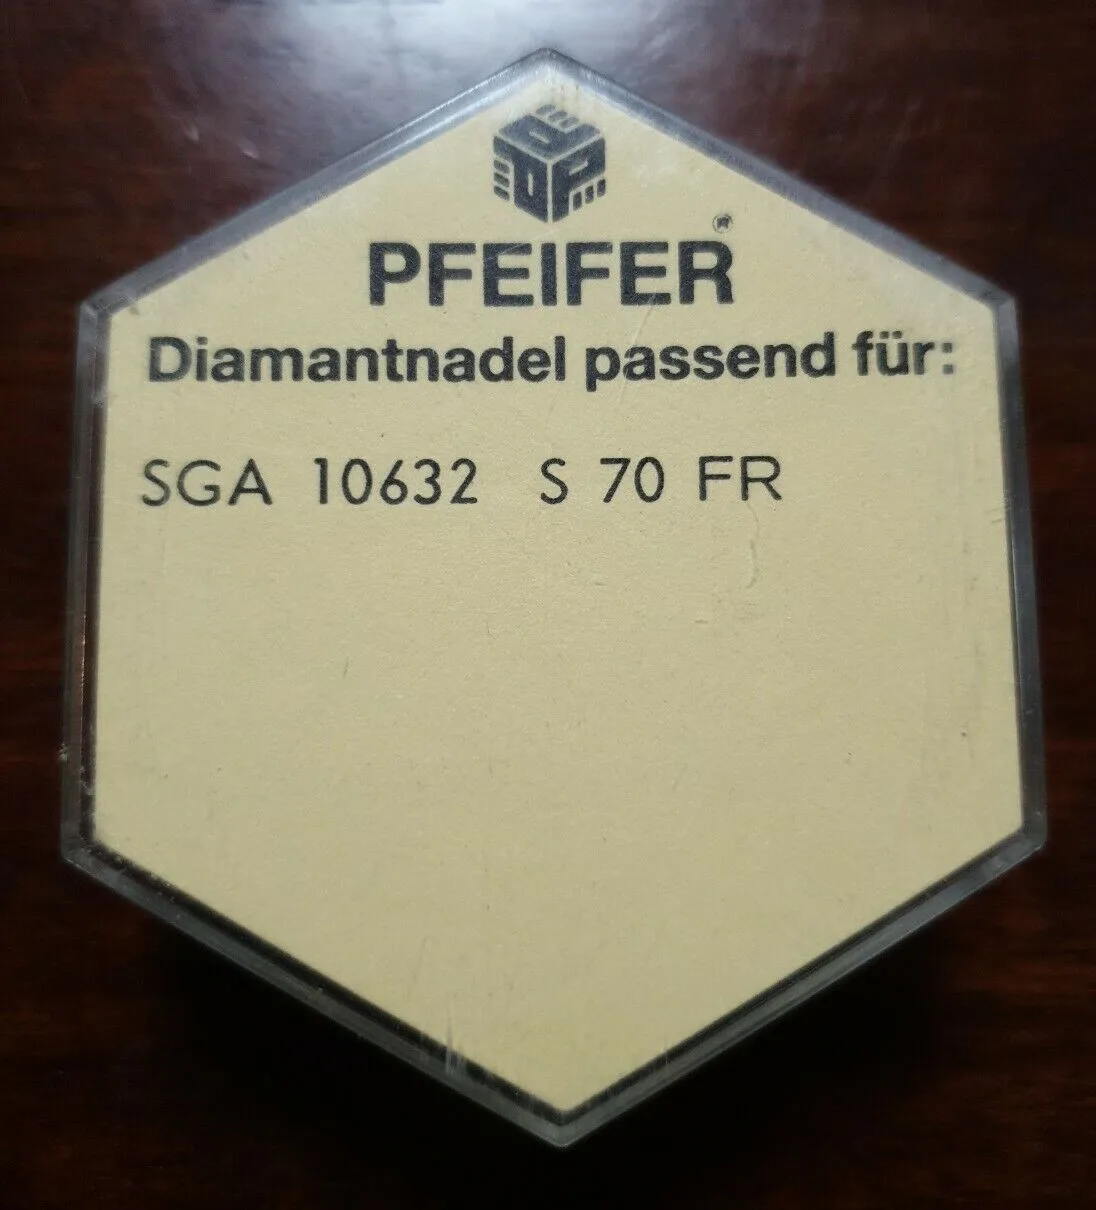 PFEIFER®
Diamantnadel passend für:
SGA 10632 S 70 FR